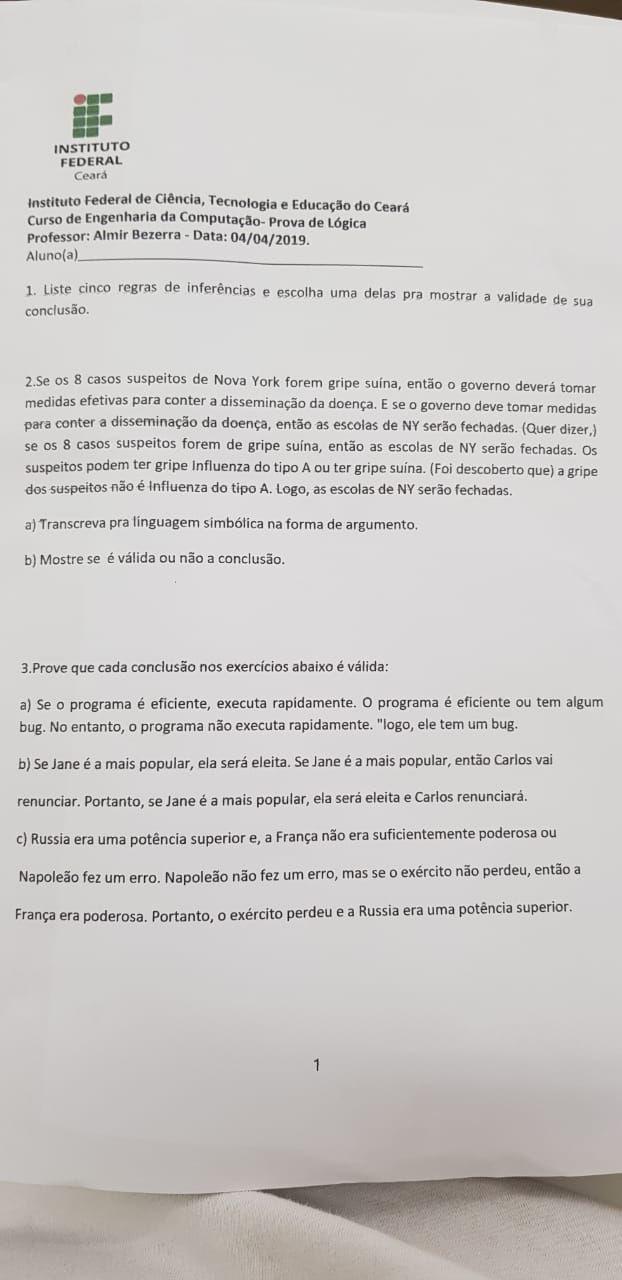 INSTITUTO
FEDERAL
Ceará
Instituto Federal de Ciência, Tecnologia e Educação do Ceará
Curso de Engenharia da Computação- Prova de Lógica
Professor: Almir Bezerra - Data: 04/04/2019.
Aluno(a)
1. Liste cinco regras de inferências e escolha uma delas pra mostrar a validade de sua
conclusão.
2.Se os 8 casos suspeitos de Nova York forem gripe suína, então o governo deverá tomar
medidas efetivas para conter a disseminação da doença. E se o governo deve tomar medidas
para conter a disseminação da doença, então as escolas de NY serão fechadas. (Quer dizer,)
se os 8 casos suspeitos forem de gripe suína, então as escolas de NY serão fechadas. Os
suspeitos podem ter gripe Influenza do tipo A ou ter gripe suína. (Foi descoberto que) a gripe
dos suspeitos não é Influenza do tipo A. Logo, as escolas de NY serão fechadas.
a) Transcreva pra linguagem simbólica na forma de argumento.
b) Mostre se é válida ou não a conclusão.
3.Prove que cada conclusão nos exercícios abaixo é válida:
a) Se o programa é eficiente, executa rapidamente. O programa é eficiente ou tem algum
bug. No entanto, o programa não executa rapidamente. "logo, ele tem um bug.
b) Se Jane é a mais popular, ela será eleita. Se Jane é a mais popular, então Carlos vai
renunciar. Portanto, se Jane é a mais popular, ela será eleita e Carlos renunciará.
c) Russia era uma potência superior e, a França não era suficientemente poderosa ou
Napoleão fez um erro. Napoleão não fez um erro, mas se o exército não perdeu, então a
França era poderosa. Portanto, o exército perdeu e a Russia era uma potência superior.
1